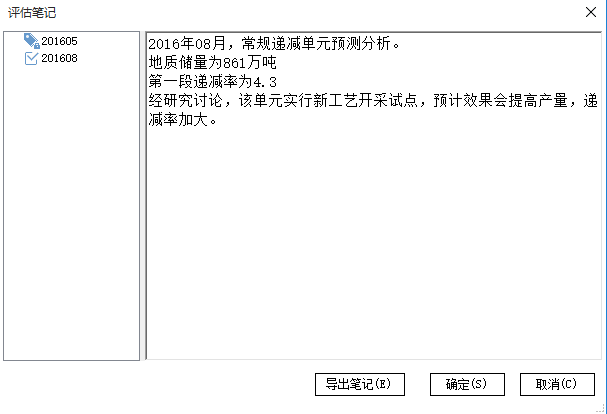 评估笔记
201605
201608
2016年08月，常规递减单元预测分析。
地质储量为861万吨
第一段递减率为4.3
经研究讨论，该单元实行新工艺开采试点，预计效果会提高产量，递
减率加大。
导出笔记(E)
确定(S)
取消(C)